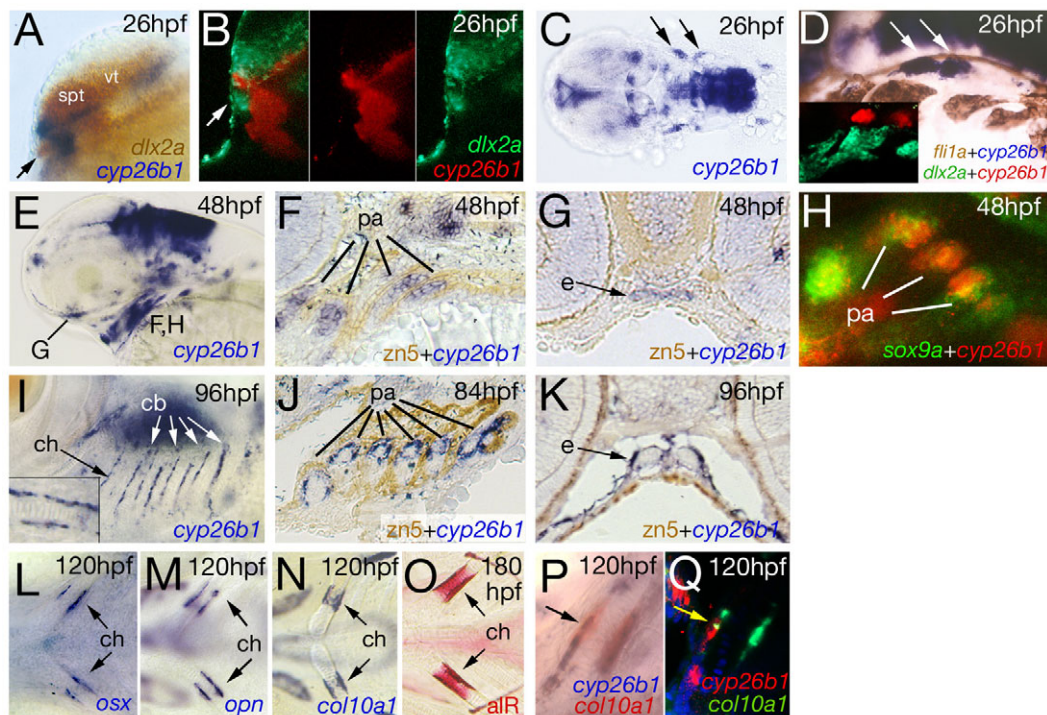 A 26hpf
vt
spt
dlx2a
cyp26b1
B 26hpf
dlx2a
cyp26b1
C 26hpf
cyp26b1
D 26hpf
fli1a+cyp26b1
dlx2a+cyp26b1
E 48hpf
G
F,H
cyp26b1
F 48hpf
pa
zn5+cyp26b1
G 48hpf
e
zn5+cyp26b1
H 48hpf
pa
sox9a+cyp26b1
I 96hpf
cb
ch
cyp26b1
J 84hpf
pa
zn5+cyp26b1
K 96hpf
e
zn5+cyp26b1
L 120hpf
ch
osx
M 120hpf
ch
opn
N 120hpf
ch
col10a1
O 180
hpf
ch
alR
P 120hpf
cyp26b1
col10a1
Q 120hpf
cyp26b1
col10a1